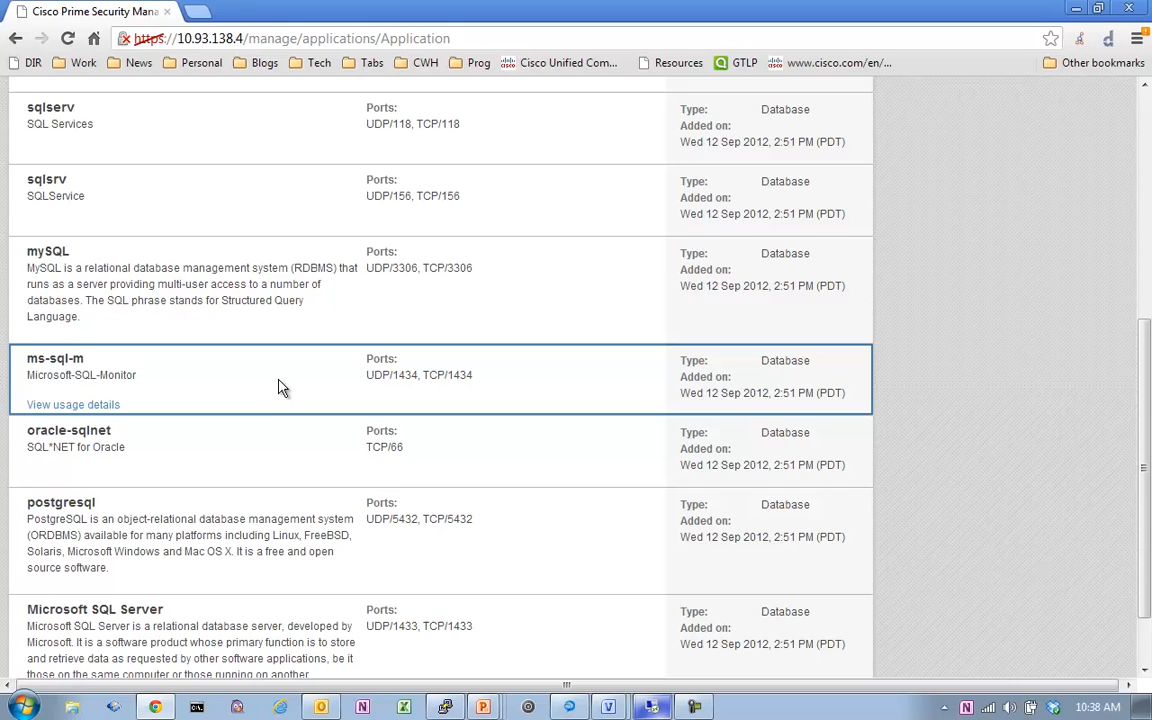 Cisco Prime Security Mana ×
https://10.93.138.4/manage/applications/Application
DIR Work News Personal Blogs Tech Tabs CWH Prog Cisco Unified Com... Resources GTLP www.cisco.com/en/... Other bookmarks
sqlserv Ports: Type: Database
SQL Services UDP/118, TCP/118 Added on:
Wed 12 Sep 2012, 2:51 PM (PDT)
sqlsrv Ports: Type: Database
SQLService UDP/156, TCP/156 Added on:
Wed 12 Sep 2012, 2:51 PM (PDT)
mySQL Ports: Type: Database
MySQL is a relational database management system (RDBMS) that UDP/3306, TCP/3306 Added on:
runs as a server providing multi-user access to a number of Wed 12 Sep 2012, 2:51 PM (PDT)
databases. The SQL phrase stands for Structured Query
Language.
ms-sql-m Ports: Type: Database
Microsoft-SQL-Monitor UDP/1434, TCP/1434 Added on:
Wed 12 Sep 2012, 2:51 PM (PDT)
View usage details
oracle-sqlnet Ports: Type: Database
SQL*NET for Oracle TCP/66 Added on:
Wed 12 Sep 2012, 2:51 PM (PDT)
postgresql Ports: Type: Database
PostgreSQL is an object-relational database management system UDP/5432, TCP/5432 Added on:
(ORDBMS) available for many platforms including Linux, FreeBSD, Wed 12 Sep 2012, 2:51 PM (PDT)
Solaris, Microsoft Windows and Mac OS X. It is a free and open
source software.
Microsoft SQL Server Ports: Type: Database
Microsoft SQL Server is a relational database server, developed by UDP/1433, TCP/1433 Added on:
Microsoft. It is a software product whose primary function is to store Wed 12 Sep 2012, 2:51 PM (PDT)
and retrieve data as requested by other software applications, be it
those on the same computer or those running on another
10:38 AM